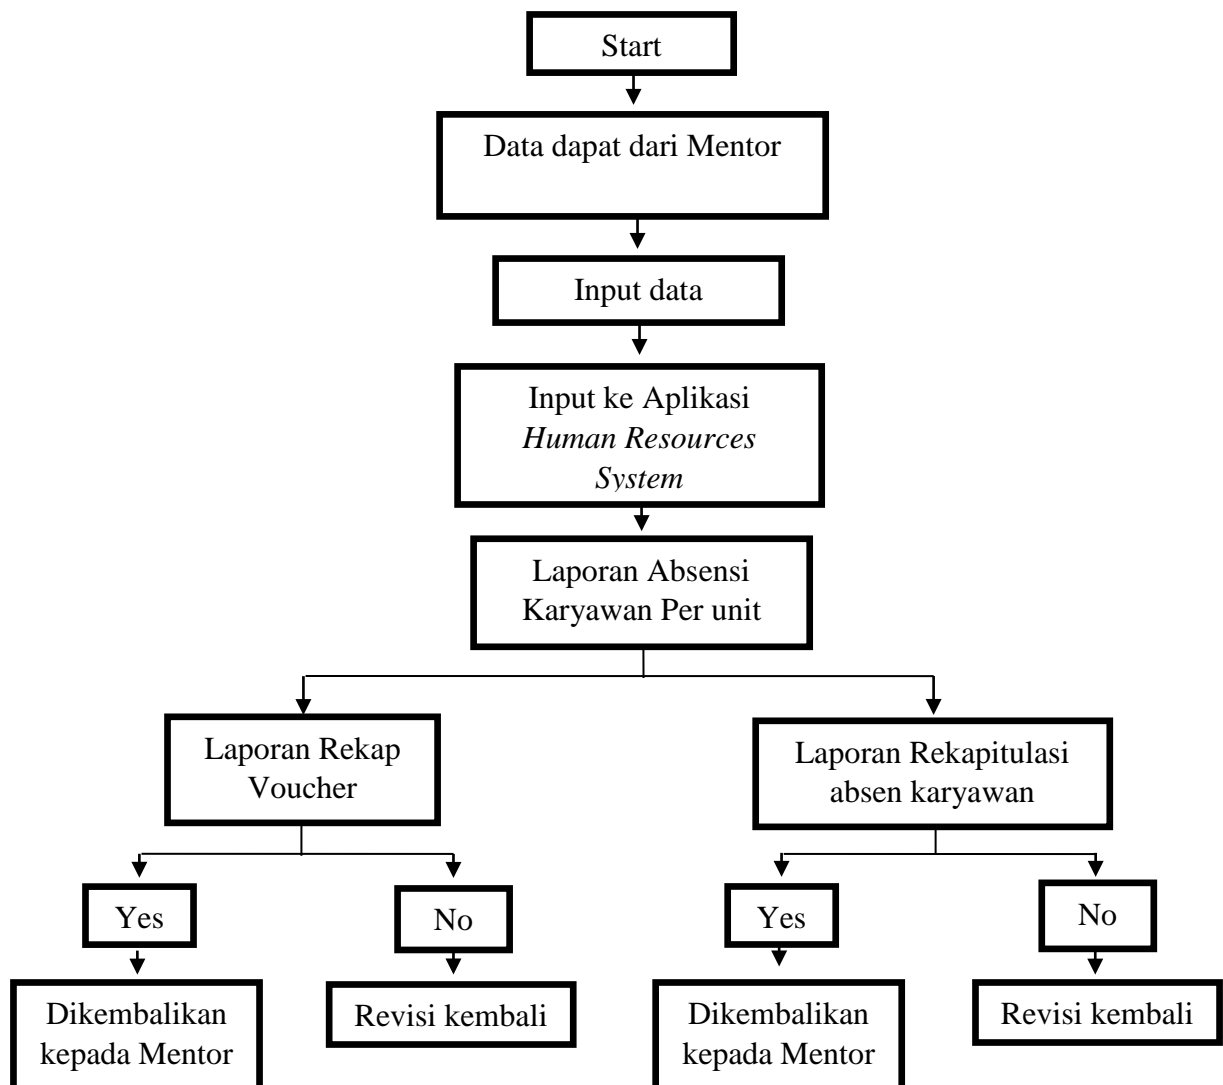 Start
Data dapat dari Mentor
Input data
Input ke Aplikasi
Human Resources
System
Laporan Absensi
Karyawan Per unit
Laporan Rekap
Voucher
Laporan Rekapitulasi
absen karyawan
Yes
No
Yes
No
Dikembalikan
kepada Mentor
Revisi kembali
Dikembalikan
kepada Mentor
Revisi kembali